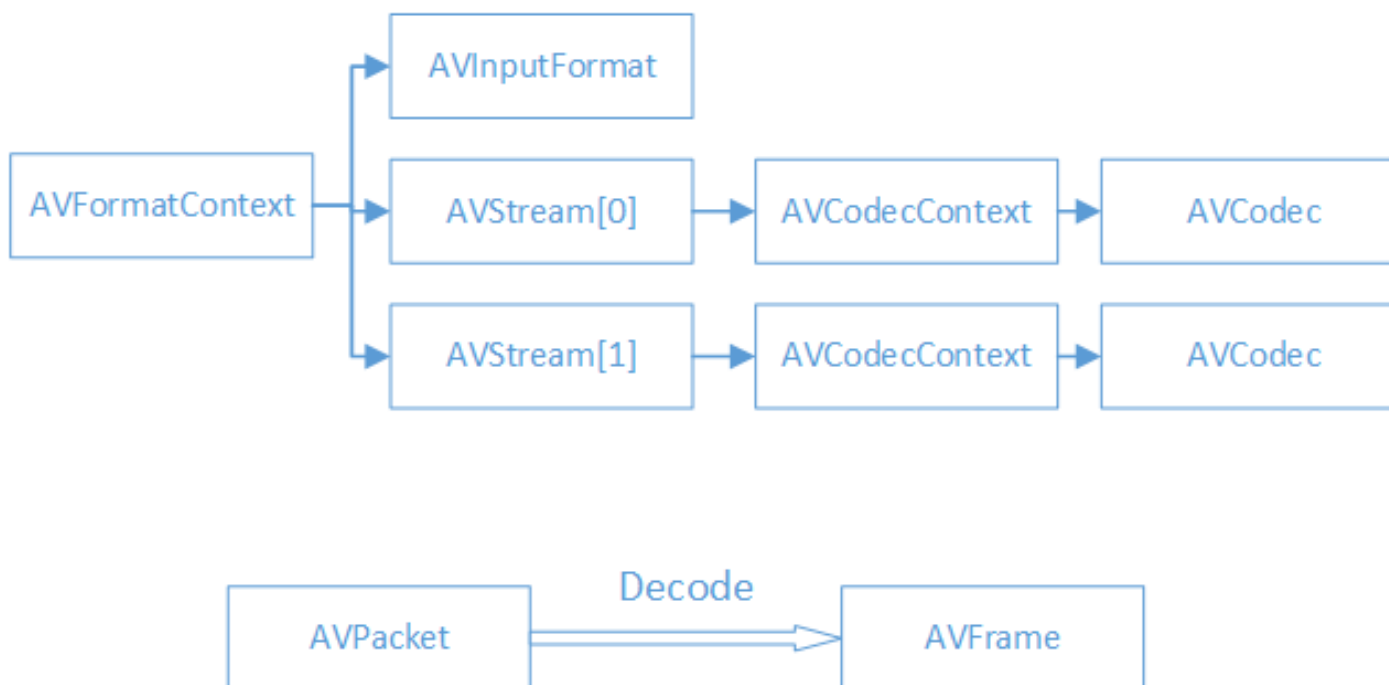 AVInputFormat
AVFormatContext
AVStream[0]
AVCodecContext
AVCodec
AVStream[1]
AVCodecContext
AVCodec
Decode
AVPacket
AVFrame